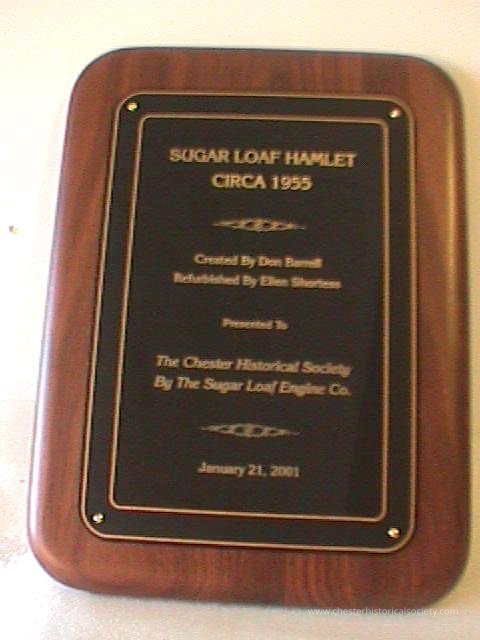 SUGAR LOAF HAMLET
CIRCA 1955
Created By Don Barrell
Refurbished By Ellen Shortess
Presented To
The Chester Historical Society
By The Sugar Loaf Engine Co.
January 21, 2001
www.chesterhistoricalsociety.com